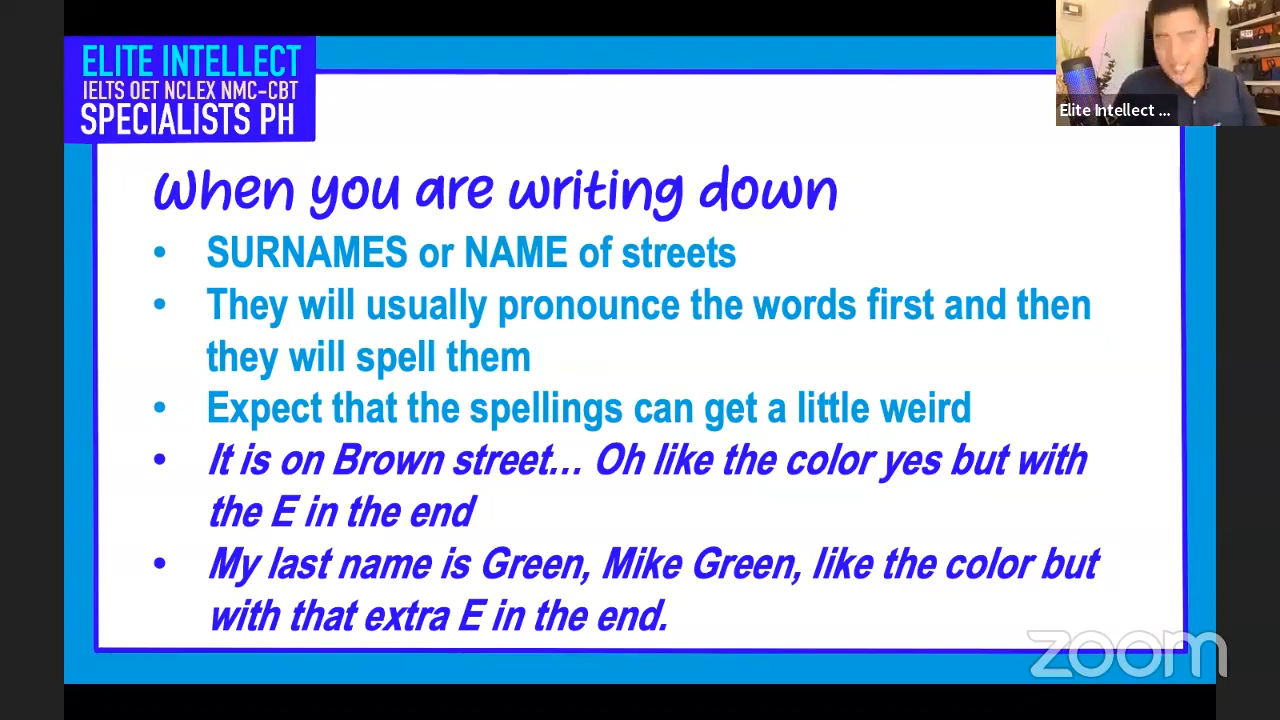 ELITE INTELLECT
IELTS OET NCLEX NMC-CBT
SPECIALISTS PH
Elite Intellect ...
When you are writing down
• SURNAMES or NAME of streets
• They will usually pronounce the words first and then
they will spell them
• Expect that the spellings can get a little weird
• It is on Brown street... Oh like the color yes but with
the E in the end
• My last name is Green, Mike Green, like the color but
with that extra E in the end.
zoom